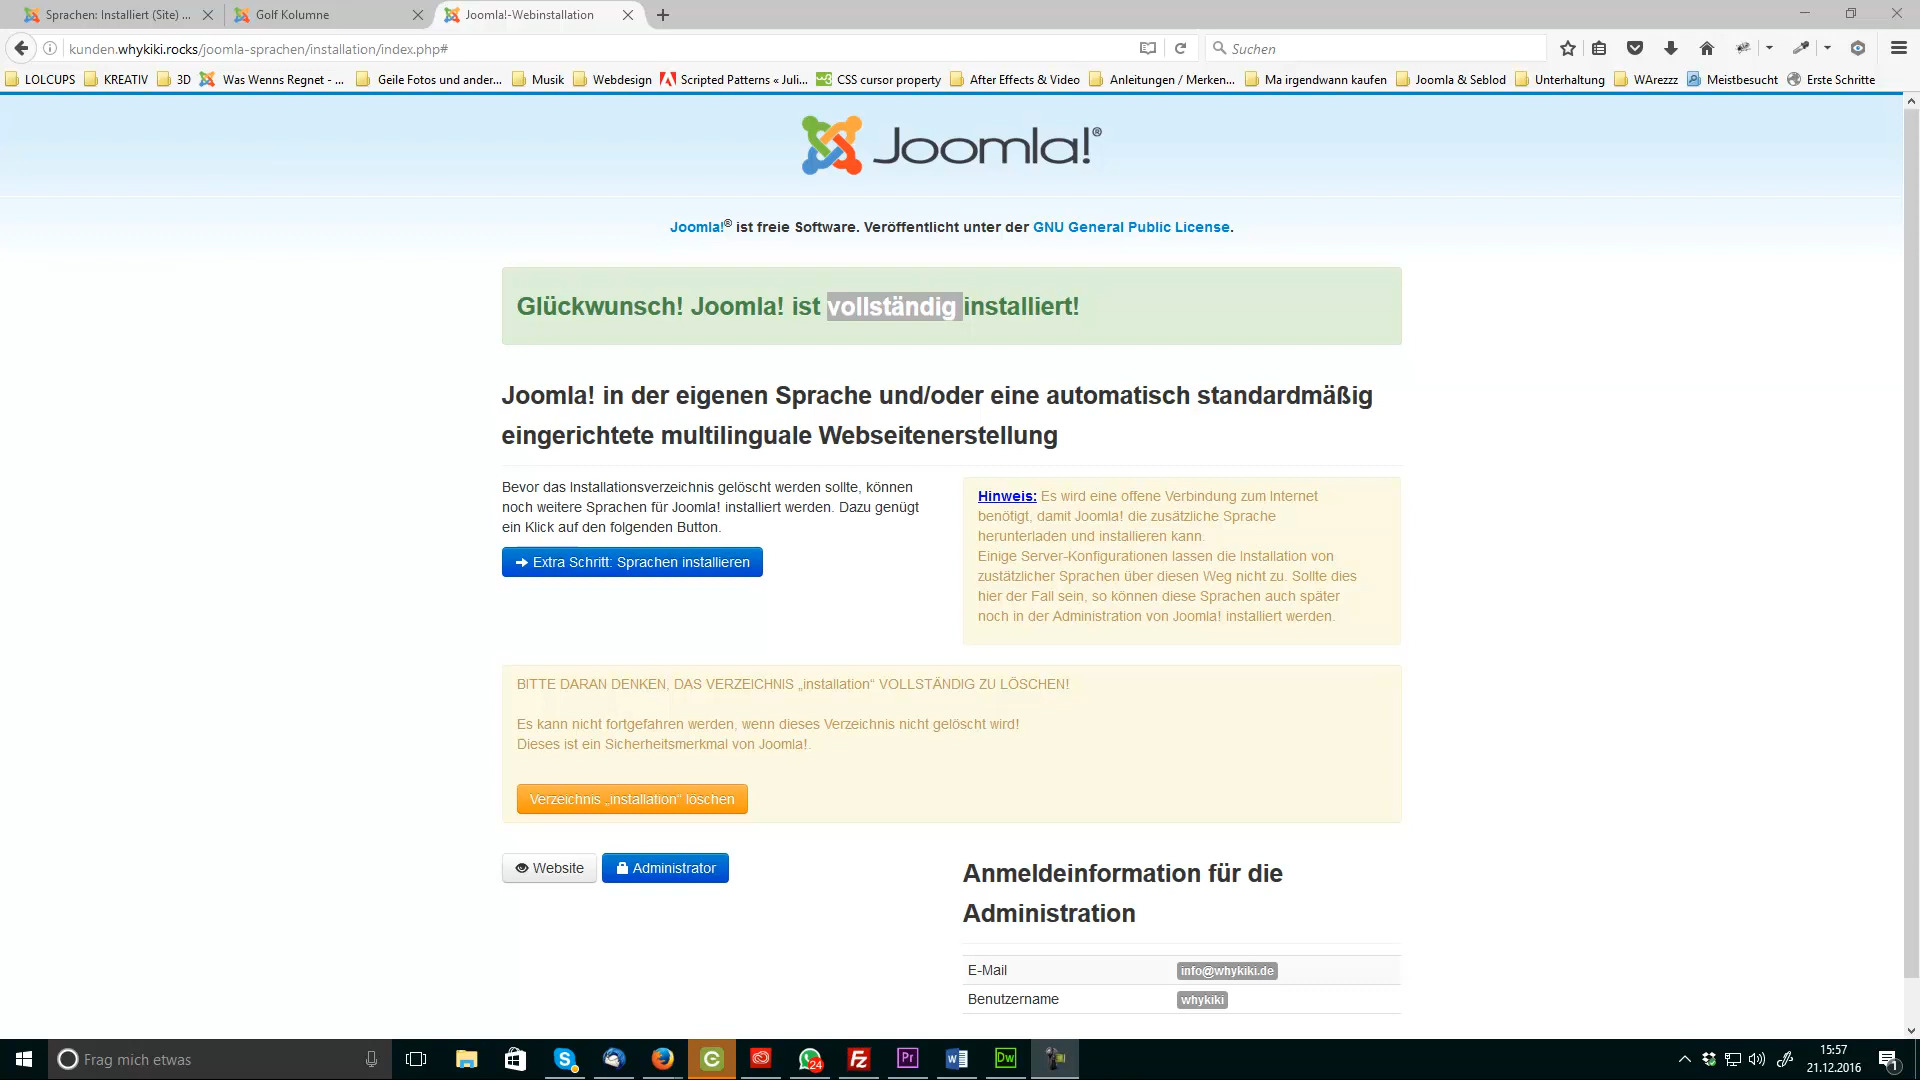 Sprachen: Installiert (Site) ...
Golf Kolumne
Joomla!-Webinstallation
kunden.whykiki.rocks/joomla-sprachen/installation/index.php#
Suchen
LOLCUPS
KREATIV
3D
Was Wenns Regnet - ...
Geile Fotos und ander...
Musik
Webdesign
Scripted Patterns « Juli...
CSS cursor property
After Effects & Video
Anleitungen / Merken...
Ma irgendwann kaufen
Joomla & Seblod
Unterhaltung
WArezzz
Meistbesucht
Erste Schritte
Joomla!®
Joomla!® ist freie Software. Veröffentlicht unter der GNU General Public License.
Glückwunsch! Joomla! ist vollständig installiert!
Joomla! in der eigenen Sprache und/oder eine automatisch standardmäßig
eingerichtete multilinguale Webseitenerstellung
Bevor das Installationsverzeichnis gelöscht werden sollte, können
noch weitere Sprachen für Joomla! installiert werden. Dazu genügt
ein Klick auf den folgenden Button.
Extra Schritt: Sprachen installieren
Hinweis: Es wird eine offene Verbindung zum Internet
benötigt, damit Joomla! die zusätzliche Sprache
herunterladen und installieren kann.
Einige Server-Konfigurationen lassen die Installation von
zustätzlicher Sprachen über diesen Weg nicht zu. Sollte dies
hier der Fall sein, so können diese Sprachen auch später
noch in der Administration von Joomla! installiert werden.
BITTE DARAN DENKEN, DAS VERZEICHNIS „installation“ VOLLSTÄNDIG ZU LÖSCHEN!
Es kann nicht fortgefahren werden, wenn dieses Verzeichnis nicht gelöscht wird!
Dieses ist ein Sicherheitsmerkmal von Joomla!.
Verzeichnis „installation“ löschen
Website
Administrator
Anmeldeinformation für die
Administration
E-Mail info@whykiki.de
Benutzername whykiki
Frag mich etwas
24
15:57
21.12.2016
1